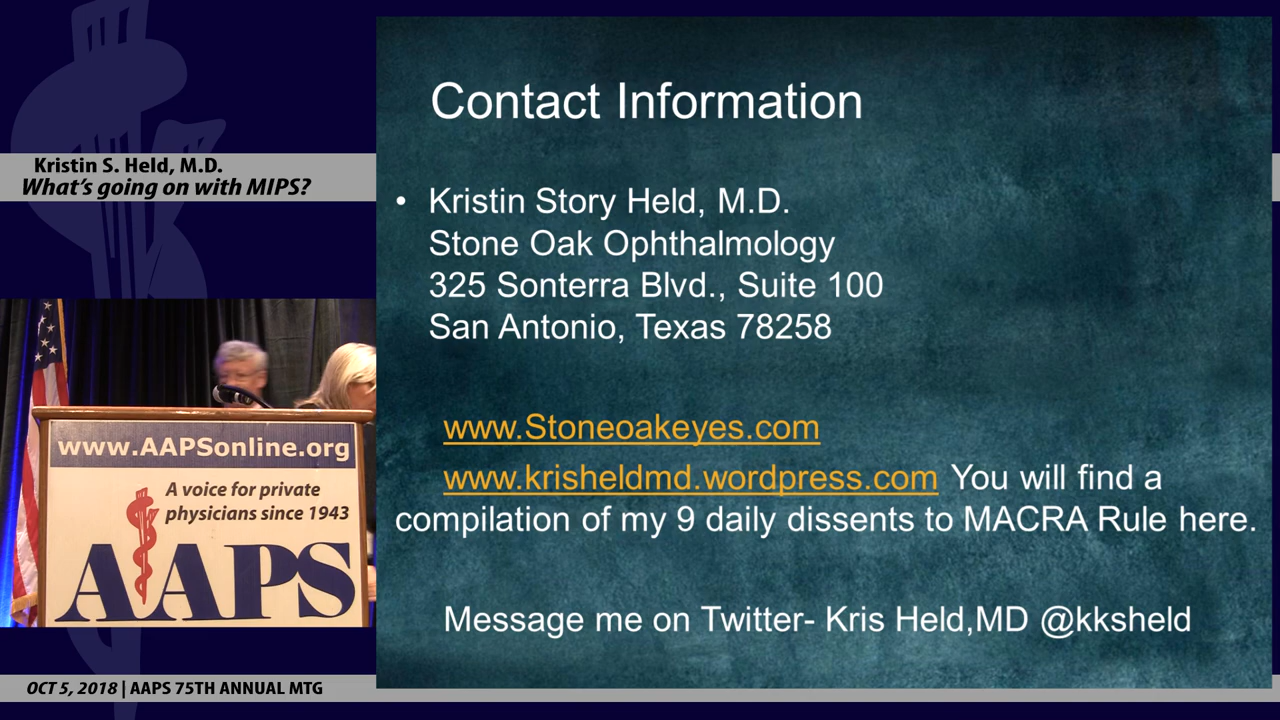 Kristin S. Held, M.D.
What's going on with MIPS?
www.AAPSonline.org
A voice for private
physicians since 1943
AAPS
OCT 5, 2018 | AAPS 75TH ANNUAL MTG
Contact Information
• Kristin Story Held, M.D.
Stone Oak Ophthalmology
325 Sonterra Blvd., Suite 100
San Antonio, Texas 78258
www.Stoneoakeyes.com
www.krisheldmd.wordpress.com You will find a
compilation of my 9 daily dissents to MACRA Rule here.
Message me on Twitter- Kris Held,MD @kksheld